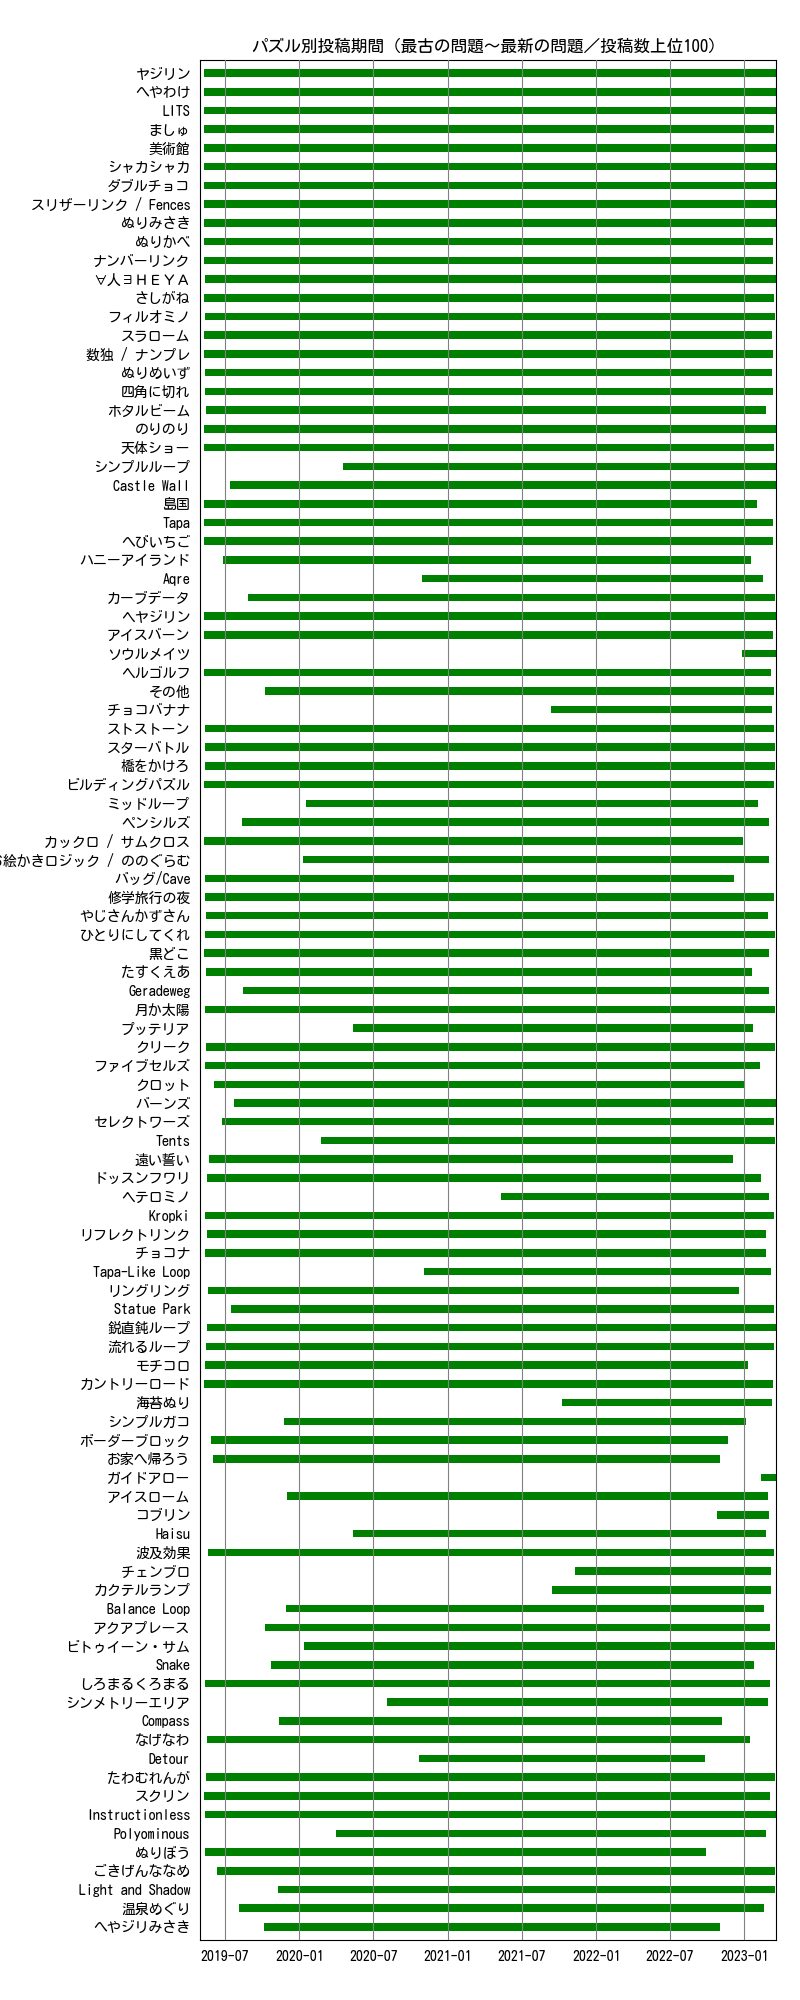 パズル別投稿期間（最古の問題～最新の問題／投稿数上位100）
ヤジリン
へやわけ
LITS
ましゅ
美術館
シャカシャカ
ダブルチョコ
スリザーリンク / Fences
ぬりみさき
ぬりかべ
ナンバーリンク
∀人∃ＨＥＹＡ
さしがね
フィルオミノ
スラローム
数独 / ナンプレ
ぬりめいず
四角に切れ
ホタルビーム
のりのり
天体ショー
シンプルループ
Castle Wall
島国
Tapa
へびいちご
ハニーアイランド
Aqre
カーブデータ
ヘヤジリン
アイスバーン
ソウルメイツ
ヘルゴルフ
その他
チョコバナナ
ストストーン
スターバトル
橋をかけろ
ビルディングパズル
ミッドループ
ペンシルズ
カックロ / サムクロス
絵かきロジック / ののぐらむ
バッグ/Cave
修学旅行の夜
やじさんかずさん
ひとりにしてくれ
黒どこ
たすくえあ
Geradeweg
月か太陽
プッテリア
クリーク
ファイブセルズ
クロット
バーンズ
セレクトワーズ
Tents
遠い誓い
ドッスンフワリ
ヘテロミノ
Kropki
リフレクトリンク
チョコナ
Tapa-Like Loop
リングリング
Statue Park
鋭直鈍ループ
流れるループ
モチコロ
カントリーロード
海苔ぬり
シンプルガコ
ボーダーブロック
お家へ帰ろう
ガイドアロー
アイスローム
コブリン
Haisu
波及効果
チェンブロ
カクテルランプ
Balance Loop
アクアプレース
ビトゥイーン・サム
Snake
しろまるくろまる
シンメトリーエリア
Compass
なげなわ
Detour
たわむれんが
スクリン
Instructionless
Polyominous
ぬりぼう
ごきげんななめ
Light and Shadow
温泉めぐり
へやジリみさき
2019-07 2020-01 2020-07 2021-01 2021-07 2022-01 2022-07 2023-01